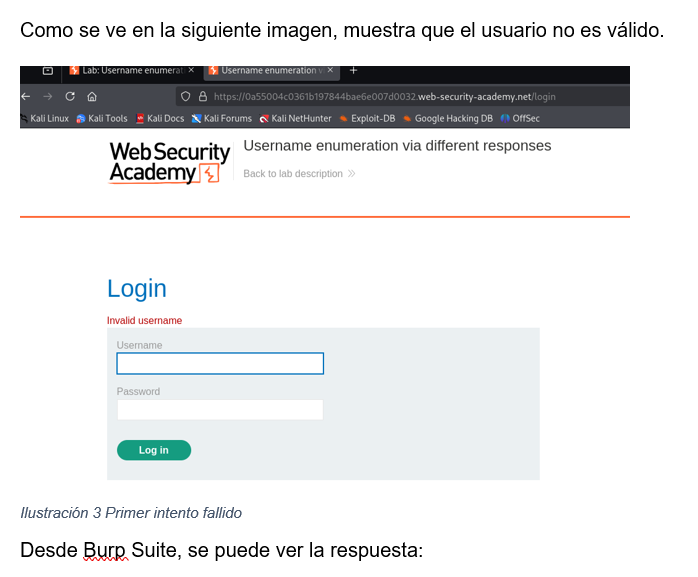 Como se ve en la siguiente imagen, muestra que el usuario no es válido.
Lab: Username enumerat × Username enumeration v × +
https://0a55004c0361b197844bae6e007d0032.web-security-academy.net/login
Kali Linux Kali Tools Kali Docs Kali Forums Kali NetHunter Exploit-DB Google Hacking DB OffSec
WebSecurity
Academy
Username enumeration via different responses
Back to lab description
Login
Invalid username
Username
Password
Log in
Ilustración 3 Primer intento fallido
Desde Burp Suite, se puede ver la respuesta: